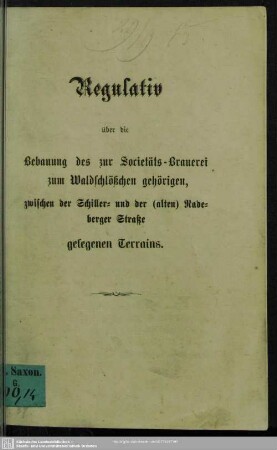 Regulativ
über die
Bebauung des zur Societäts-Brauerei
zum Waldschlößchen gehörigen,
zwischen der Schiller- und der (alten) Rade-
berger Straße
gelegenen Terrains.
. Saxon.
G.